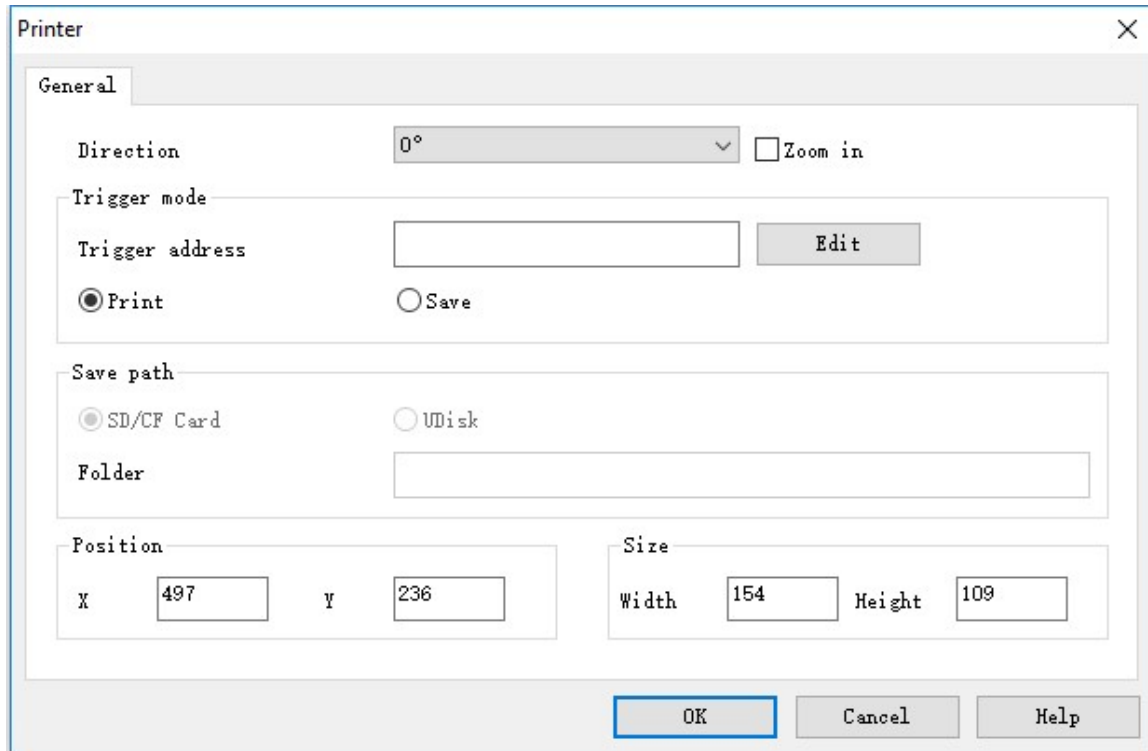 Printer
General
Direction 0° Zoom in
Trigger mode
Trigger address Edit
Print Save
Save path
SD/CF Card UDisk
Folder
Position Size
X 497 Y 236 Width 154 Height 109
OK Cancel Help